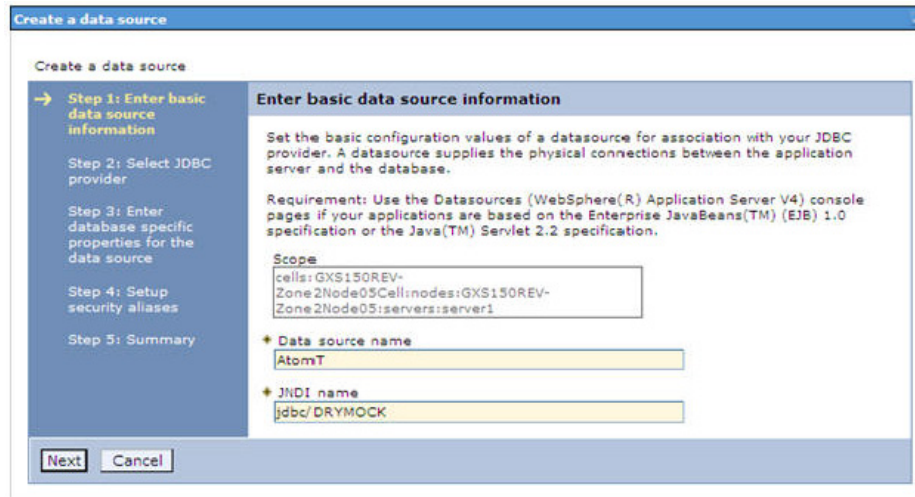 Create a data source
Create a data source
Step 1: Enter basic
data source
information
Step 2: Select JDBC
provider
Step 3: Enter
database specific
properties for the
data source
Step 4: Setup
security aliases
Step 5: Summary
Enter basic data source information
Set the basic configuration values of a datasource for association with your JDBC
provider. A datasource supplies the physical connections between the application
server and the database.
Requirement: Use the Datasources (WebSphere(R) Application Server V4) console
pages if your applications are based on the Enterprise JavaBeans(TM) (EJB) 1.0
specification or the Java(TM) Servlet 2.2 specification.
Scope
cells:GXS150REV-
Zone2Node05Cell:nodes:GXS150REV-
Zone2Node05:servers:server1
Data source name
AtomT
JNDI name
jdbc/DRYMOCK
Next
Cancel